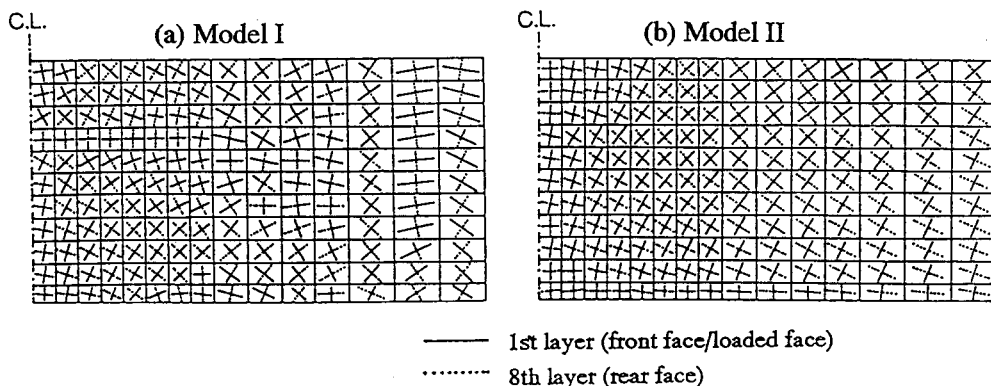 C.L.
(a) Model I
C.L.
(b) Model II
1st layer (front face/loaded face)
8th layer (rear face)